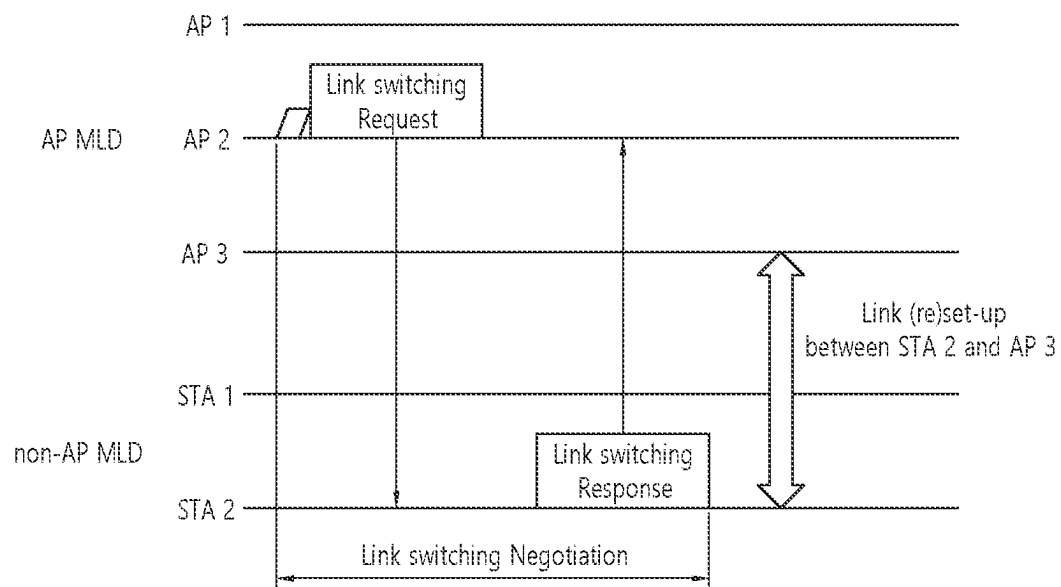 AP 1
Link switching
Request
AP MLD
AP 2
AP 3
Link (re)set-up
between STA 2 and AP 3
STA 1
non-AP MLD
Link switching
Response
STA 2
Link switching Negotiation